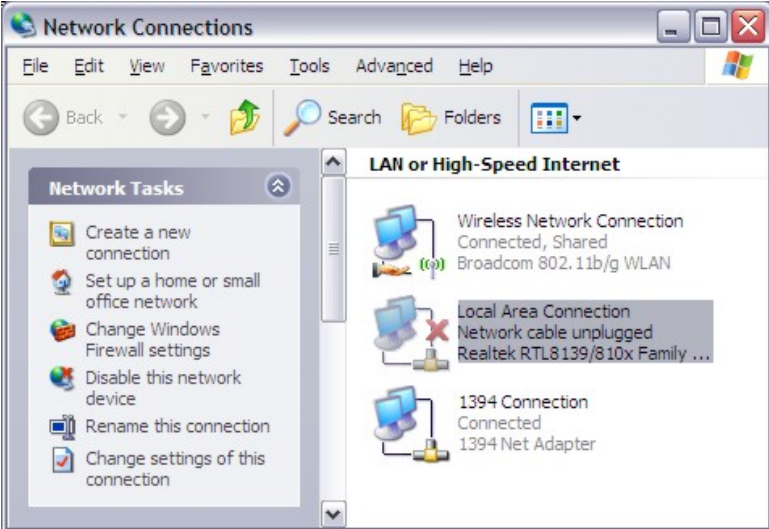 Network Connections
File Edit View Favorites Tools Advanced Help
Back Search Folders
Network Tasks
Create a new
connection
Set up a home or small
office network
Change Windows
Firewall settings
Disable this network
device
Rename this connection
Change settings of this
connection
LAN or High-Speed Internet
Wireless Network Connection
Connected, Shared
Broadcom 802.11b/g WLAN
Local Area Connection
Network cable unplugged
Realtek RTL8139/810x Family ...
1394 Connection
Connected
1394 Net Adapter